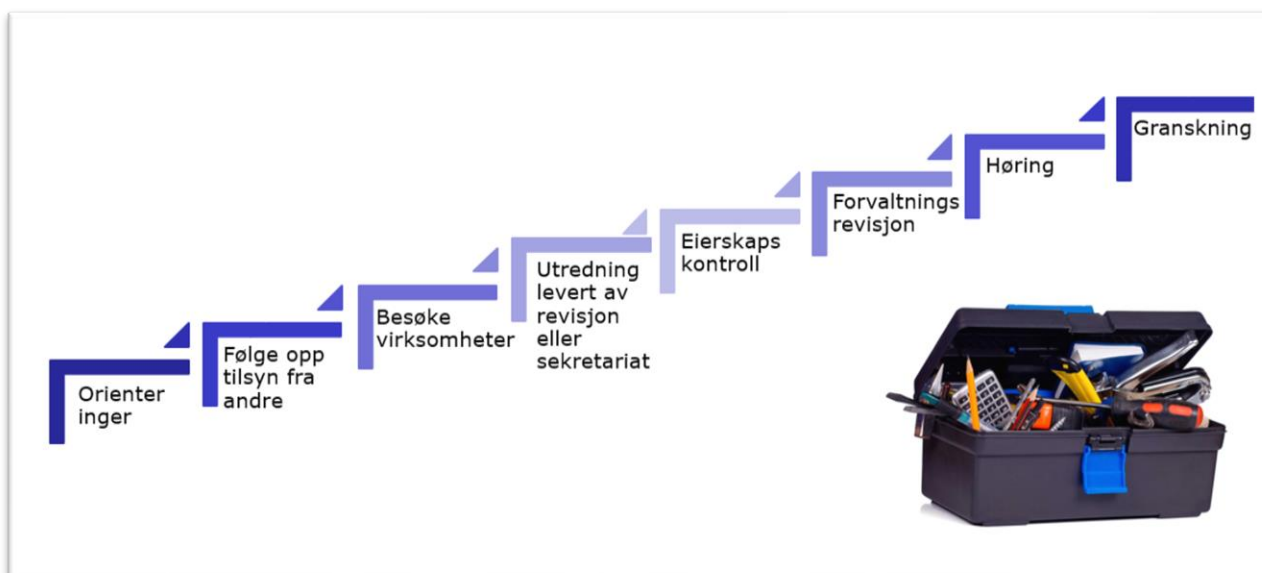 Orienter
inger
Følge opp
tilsyn fra
andre
Besøke
virksomheter
Utredning
levert av
revisjon
eller
sekretariat
Eierskaps
kontroll
Forvaltnings
revisjon
Høring
Granskning